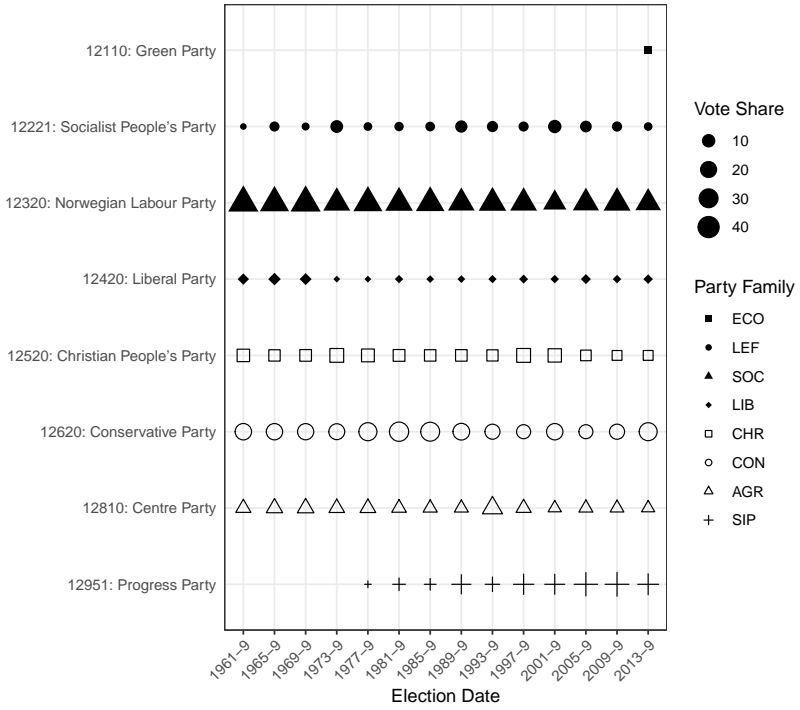 12110: Green Party
12221: Socialist People's Party
12320: Norwegian Labour Party
12420: Liberal Party
12520: Christian People's Party
12620: Conservative Party
12810: Centre Party
12951: Progress Party
1961–9
1965–9
1969–9
1973–9
1977–9
1981–9
1985–9
1989–9
1993–9
1997–9
2001–9
2005–9
2009–9
2013–9
Election Date
Vote Share
10
20
30
40
Party Family
ECO
LEF
SOC
LIB
CHR
CON
AGR
SIP